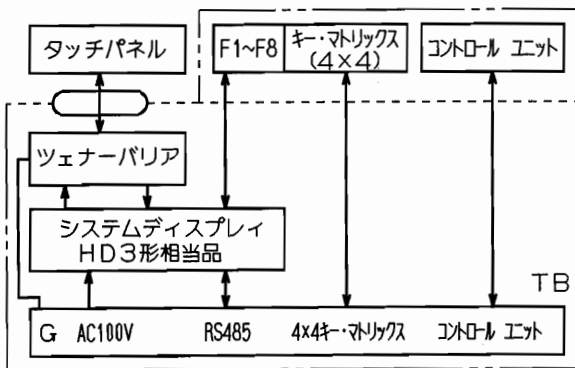 タッチパネル
F1~F8
キー・マトリックス
(4×4)
コントロール ユニット
ツェナーバリア
システムディスプレィ
HD3形相当品
TB
G AC100V RS485 4x4キー・マトリックス コントロール ユニット